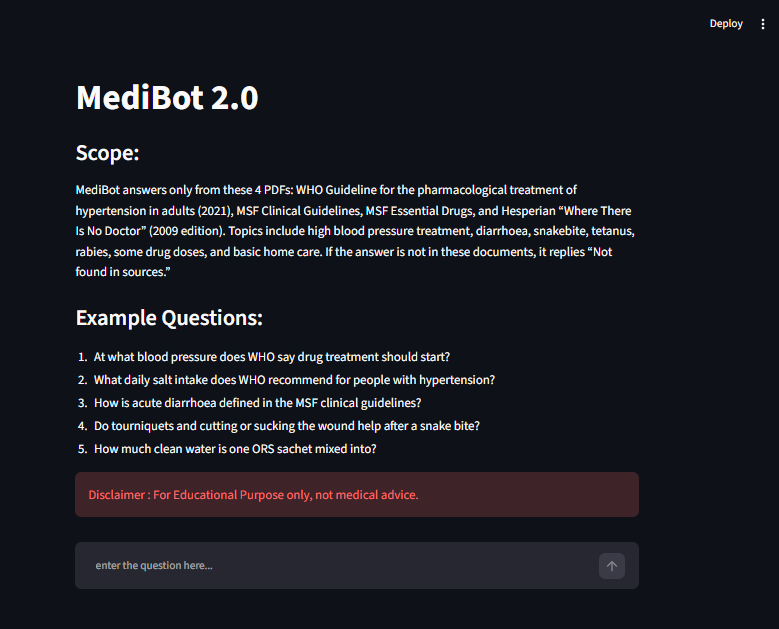 Deploy
MediBot 2.0
Scope:
MediBot answers only from these 4 PDFs: WHO Guideline for the pharmacological treatment of
hypertension in adults (2021), MSF Clinical Guidelines, MSF Essential Drugs, and Hesperian “Where There
Is No Doctor” (2009 edition). Topics include high blood pressure treatment, diarrhoea, snakebite, tetanus,
rabies, some drug doses, and basic home care. If the answer is not in these documents, it replies “Not
found in sources.”
Example Questions:
1. At what blood pressure does WHO say drug treatment should start?
2. What daily salt intake does WHO recommend for people with hypertension?
3. How is acute diarrhoea defined in the MSF clinical guidelines?
4. Do tourniquets and cutting or sucking the wound help after a snake bite?
5. How much clean water is one ORS sachet mixed into?
Disclaimer : For Educational Purpose only, not medical advice.
enter the question here...